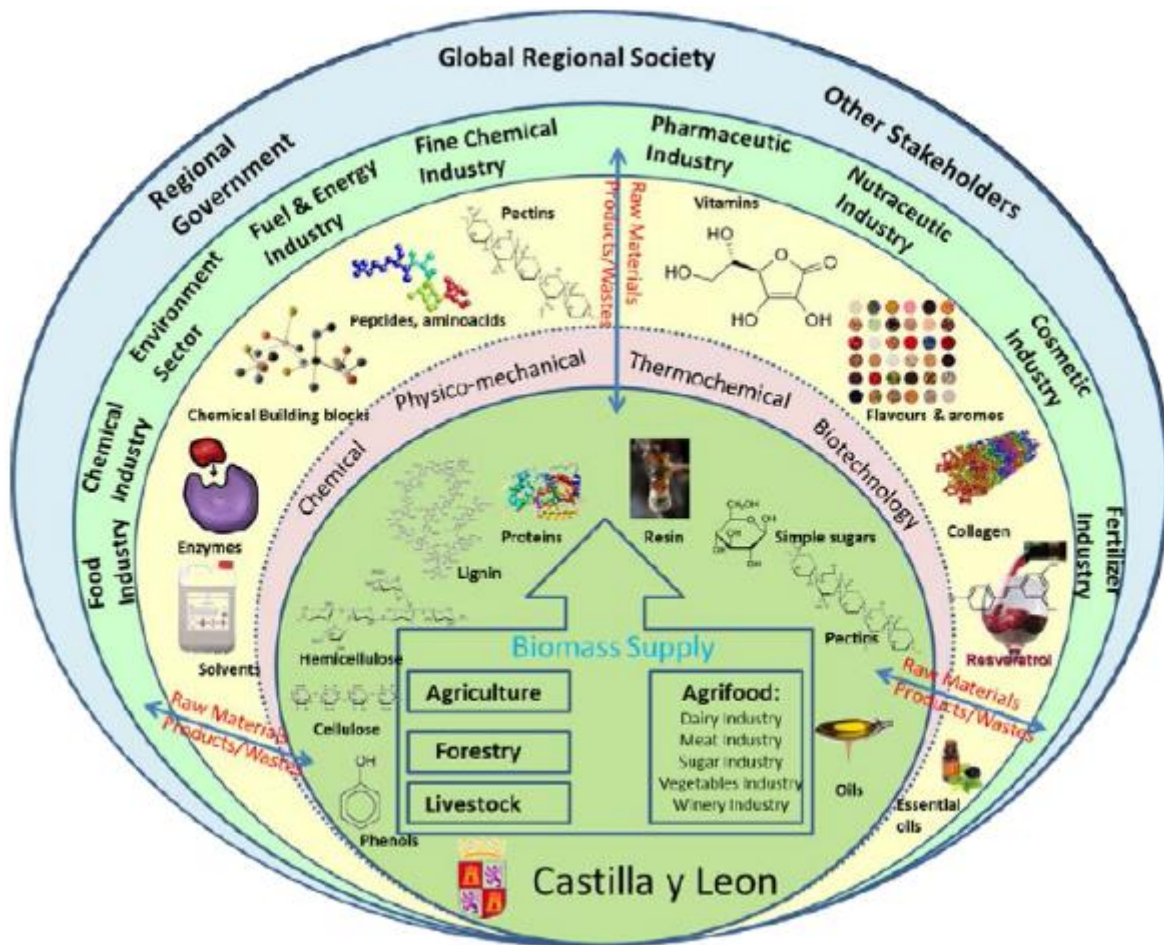 Global Regional Society
Regional
Government
Other Stakeholders
Food
Industry
Chemical
Industry
Environment
Sector
Fuel & Energy
Industry
Fine Chemical
Industry
Pharmaceutic
Industry
Nutraceutic
Industry
Cosmetic
Industry
Fertilizer
Industry
Raw Materials
Products/Wastes
Pectins
Vitamins
HO
HO
O
O
HO
OH
Peptides, aminoacids
Chemical Building blocks
Flavours & aromes
Enzymes
Collagen
Solvents
Resveratrol
Essential
oils
Chemical
Physico-mechanical
Thermochemical
Biotechnology
Lignin
Proteins
Resin
Simple sugars
Hemicellulose
Pectins
Cellulose
OH
Phenols
Oils
Raw Materials
Products/Wastes
Raw Materials
Products/Wastes
Biomass Supply
Agriculture
Forestry
Livestock
Agrifood:
Dairy Industry
Meat Industry
Sugar Industry
Vegetables Industry
Winery Industry
Castilla y Leon